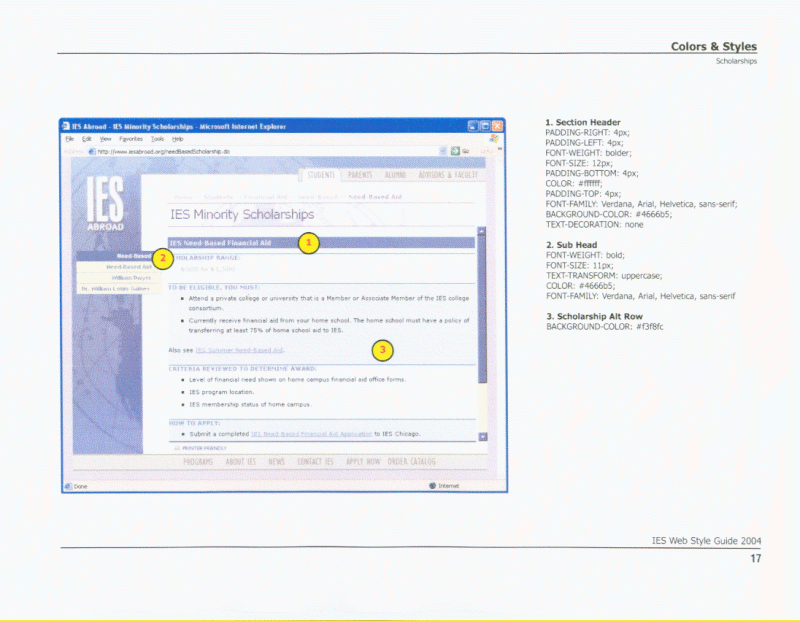 Colors & Styles
Scholarships
IES Abroad - IES Minority Scholarships - Microsoft Internet Explorer
File Edit View Favorites Tools Help
http://www.iesabroad.org/needBasedScholarship.do
STUDENTS PARENTS ALUMNI ADVISORS & FACULTY
Need-Based Aid
IES
ABROAD
IES Minority Scholarships
IES Need-Based Financial Aid
1
Need-Based
2
SCHOLARSHIP RANGE:
Need-Based Aid
TO BE ELIGIBLE, YOU MUST:
Attend a private college or university that is a Member or Associate Member of the IES college
consortium.
Currently receive financial aid from your home school. The home school must have a policy of
transferring at least 75% of home school aid to IES.
Also see IES Summer Need-Based Aid.
3
CRITERIA REVIEWED TO DETERMINE AWARD.
Level of financial need shown on home campus financial aid office forms.
IES program location.
IES membership status of home campus.
HOW TO APPLY:
Submit a completed IES Need Based Financial Aid Application to IES Chicago.
PRINTER-FRIENDLY
PROGRAMS ABOUT IES NEWS CONTACT IES APPLY NOW ORDER CATALOG
Done
Internet
1. Section Header
PADDING-RIGHT: 4px;
PADDING-LEFT: 4px;
FONT-WEIGHT: bolder;
FONT-SIZE: 12px;
PADDING-BOTTOM: 4px;
COLOR: #ffffff;
PADDING-TOP: 4px;
FONT-FAMILY: Verdana, Arial, Helvetica, sans-serif;
BACKGROUND-COLOR: #4666b5;
TEXT-DECORATION: none
2. Sub Head
FONT-WEIGHT: bold;
FONT-SIZE: 11px;
TEXT-TRANSFORM: uppercase;
COLOR: #4666b5;
FONT-FAMILY: Verdana, Arial, Helvetica, sans-serif
3. Scholarship Alt Row
BACKGROUND-COLOR: #f3f8fc
IES Web Style Guide 2004
17